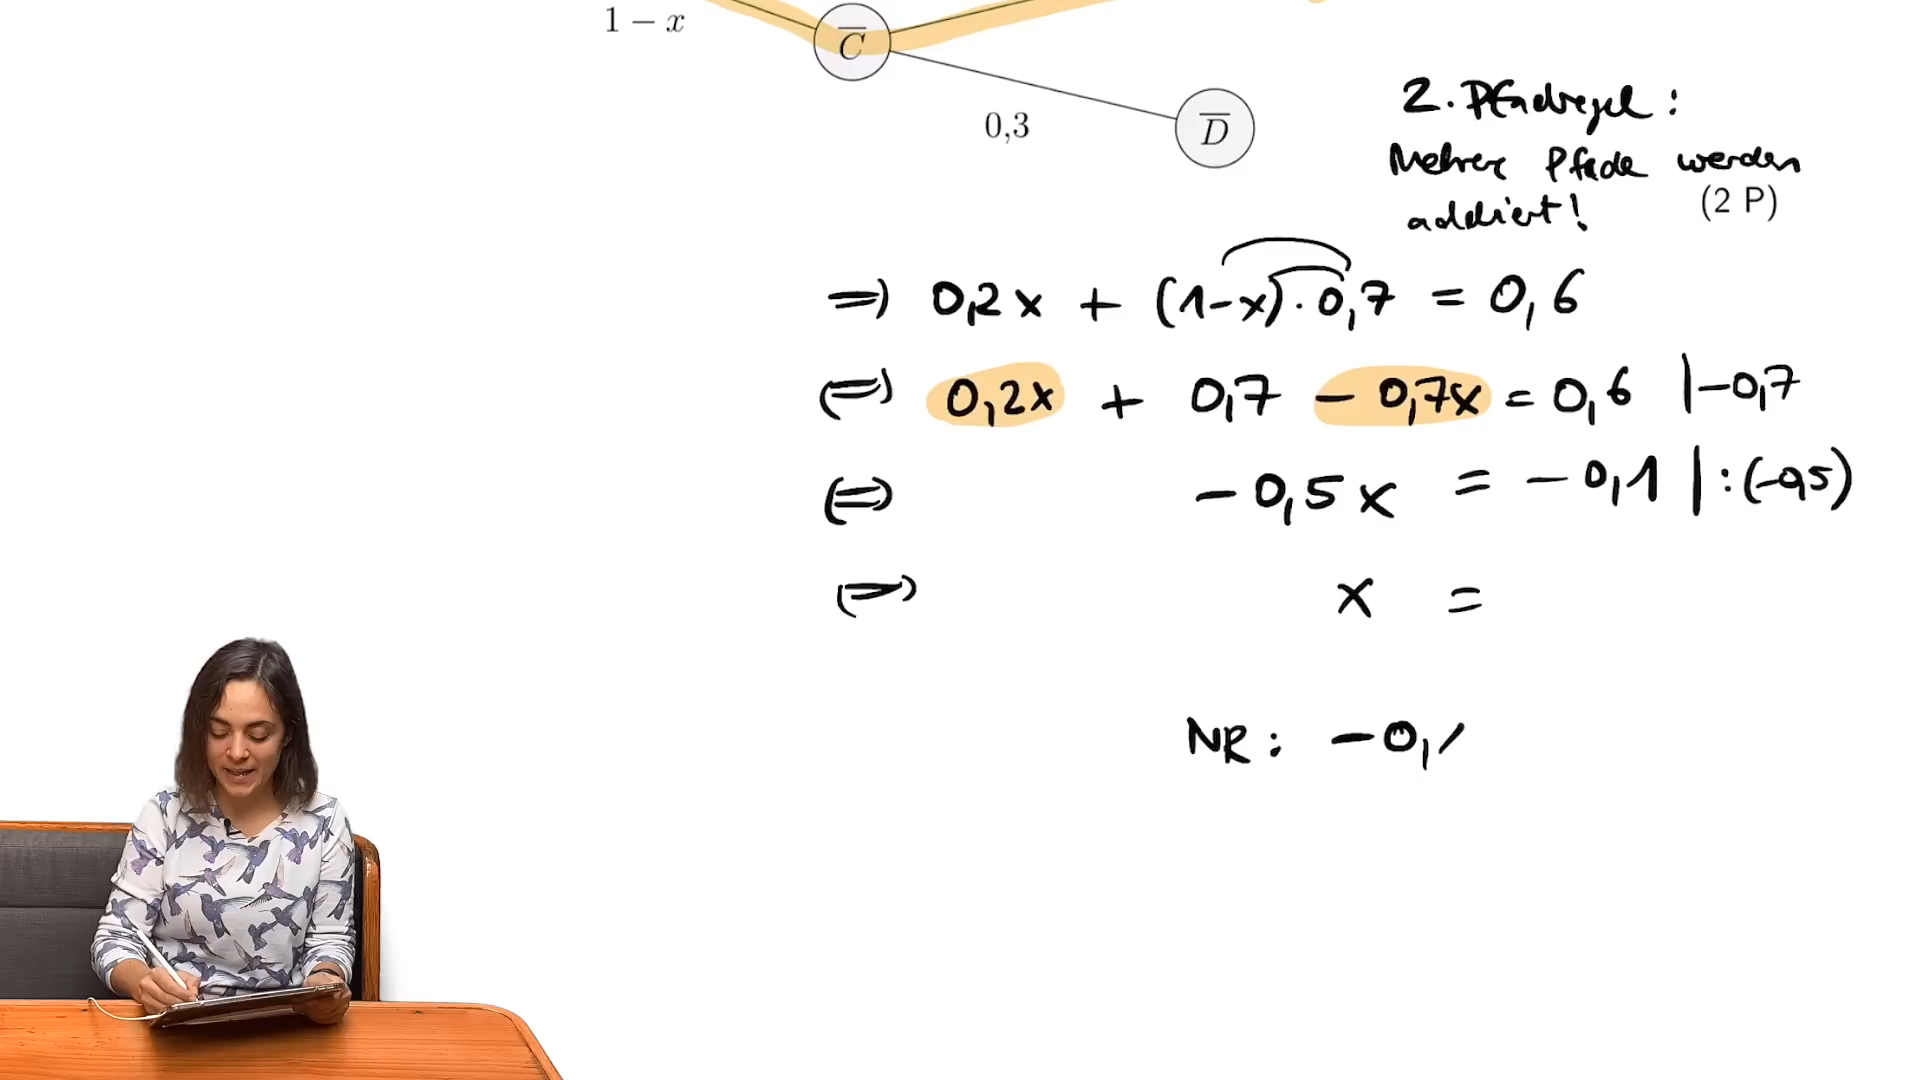 1 − x
C̅
0,3
D̅
2. Pfadregel:
Mehrere Pfade werden
addiert! (2 P)
⇒ 0,2x + (1-x)·0,7 = 0,6
⇔ 0,2x + 0,7 - 0,7x = 0,6 |-0,7
⇔ -0,5x = -0,1 |:(-0,5)
⇔ x =
NR: -0,